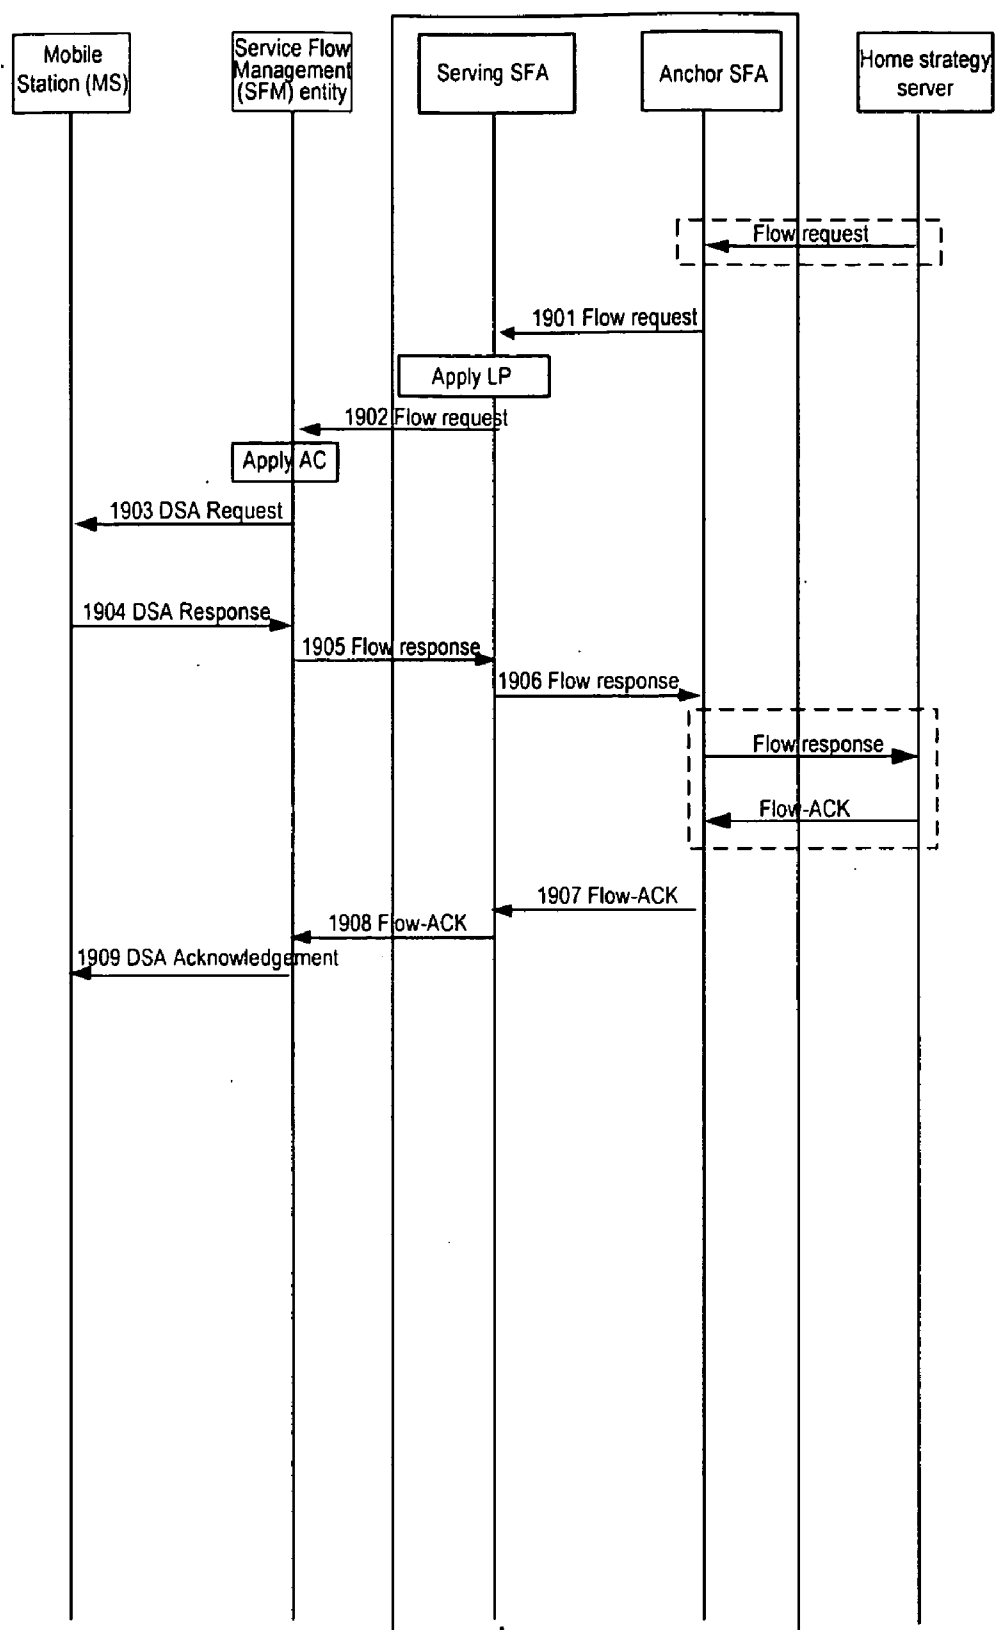 Mobile
Station (MS)
Service Flow
Management
(SFM) entity
Serving SFA
Anchor SFA
Home strategy
server
Flow request
1901 Flow request
Apply LP
1902 Flow request
Apply AC
1903 DSA Request
1904 DSA Response
1905 Flow response
1906 Flow response
Flow response
Flow-ACK
1907 Flow-ACK
1908 Flow-ACK
1909 DSA Acknowledgement